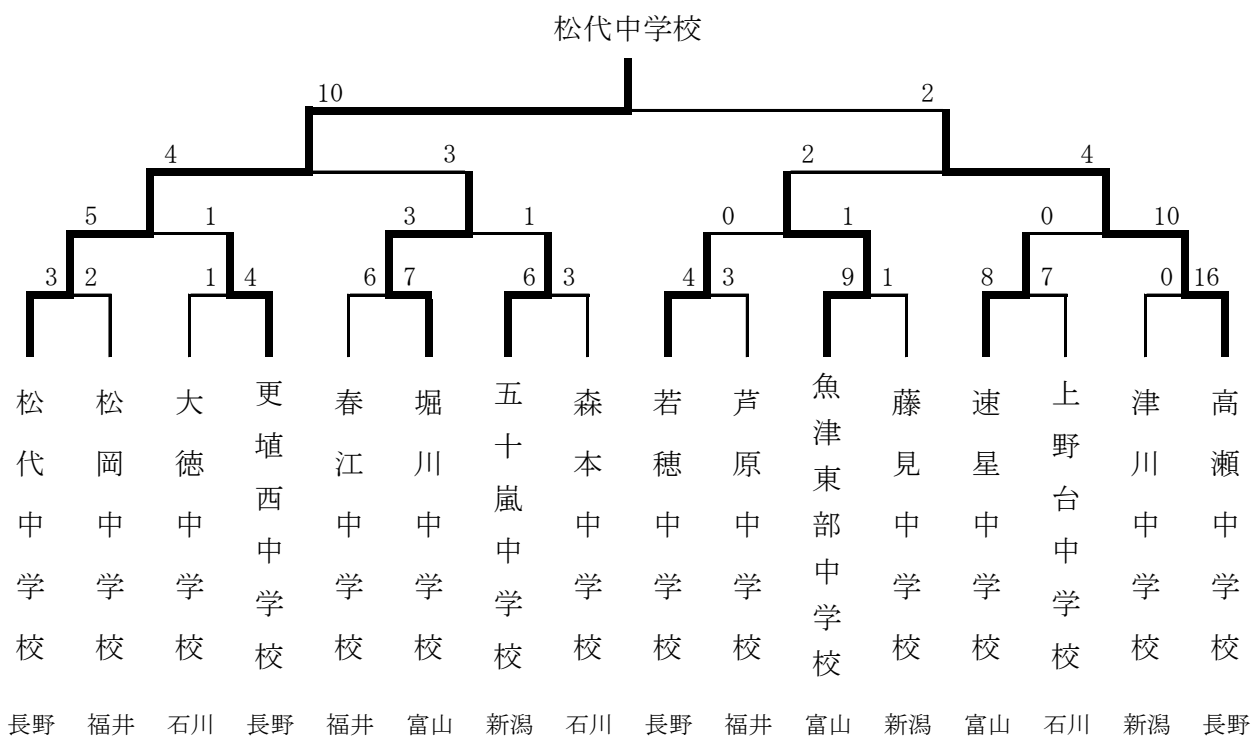 松代中学校
10 2
4 3 2 4
5 1 3 1 0 1 0 10
3 2 1 4 6 7 6 3 4 3 9 1 8 7 0 16
松代中学校
松岡中学校
大徳中学校
更埴西中学校
春江中学校
堀川中学校
五十嵐中学校
森本中学校
若穂中学校
芦原中学校
魚津東部中学校
藤見中学校
速星中学校
上野台中学校
津川中学校
高瀬中学校
長野 福井 石川 長野 福井 富山 新潟 石川 長野 福井 富山 新潟 富山 石川 新潟 長野